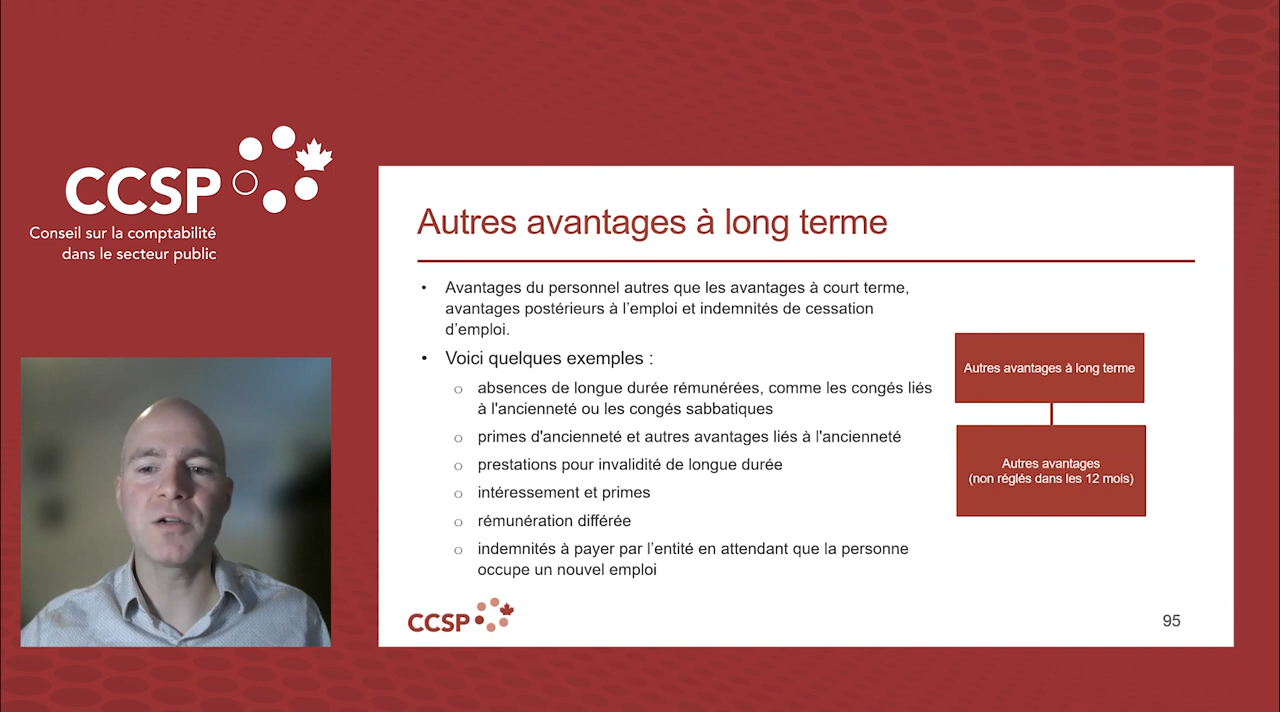 CCSP
Conseil sur la comptabilité
dans le secteur public
Autres avantages à long terme
• Avantages du personnel autres que les avantages à court terme,
avantages postérieurs à l’emploi et indemnités de cessation
d’emploi.
• Voici quelques exemples :
o absences de longue durée rémunérées, comme les congés liés
à l'ancienneté ou les congés sabbatiques
o primes d'ancienneté et autres avantages liés à l'ancienneté
o prestations pour invalidité de longue durée
o intéressement et primes
o rémunération différée
o indemnités à payer par l’entité en attendant que la personne
occupe un nouvel emploi
Autres avantages à long terme
Autres avantages
(non réglés dans les 12 mois)
CCSP
95